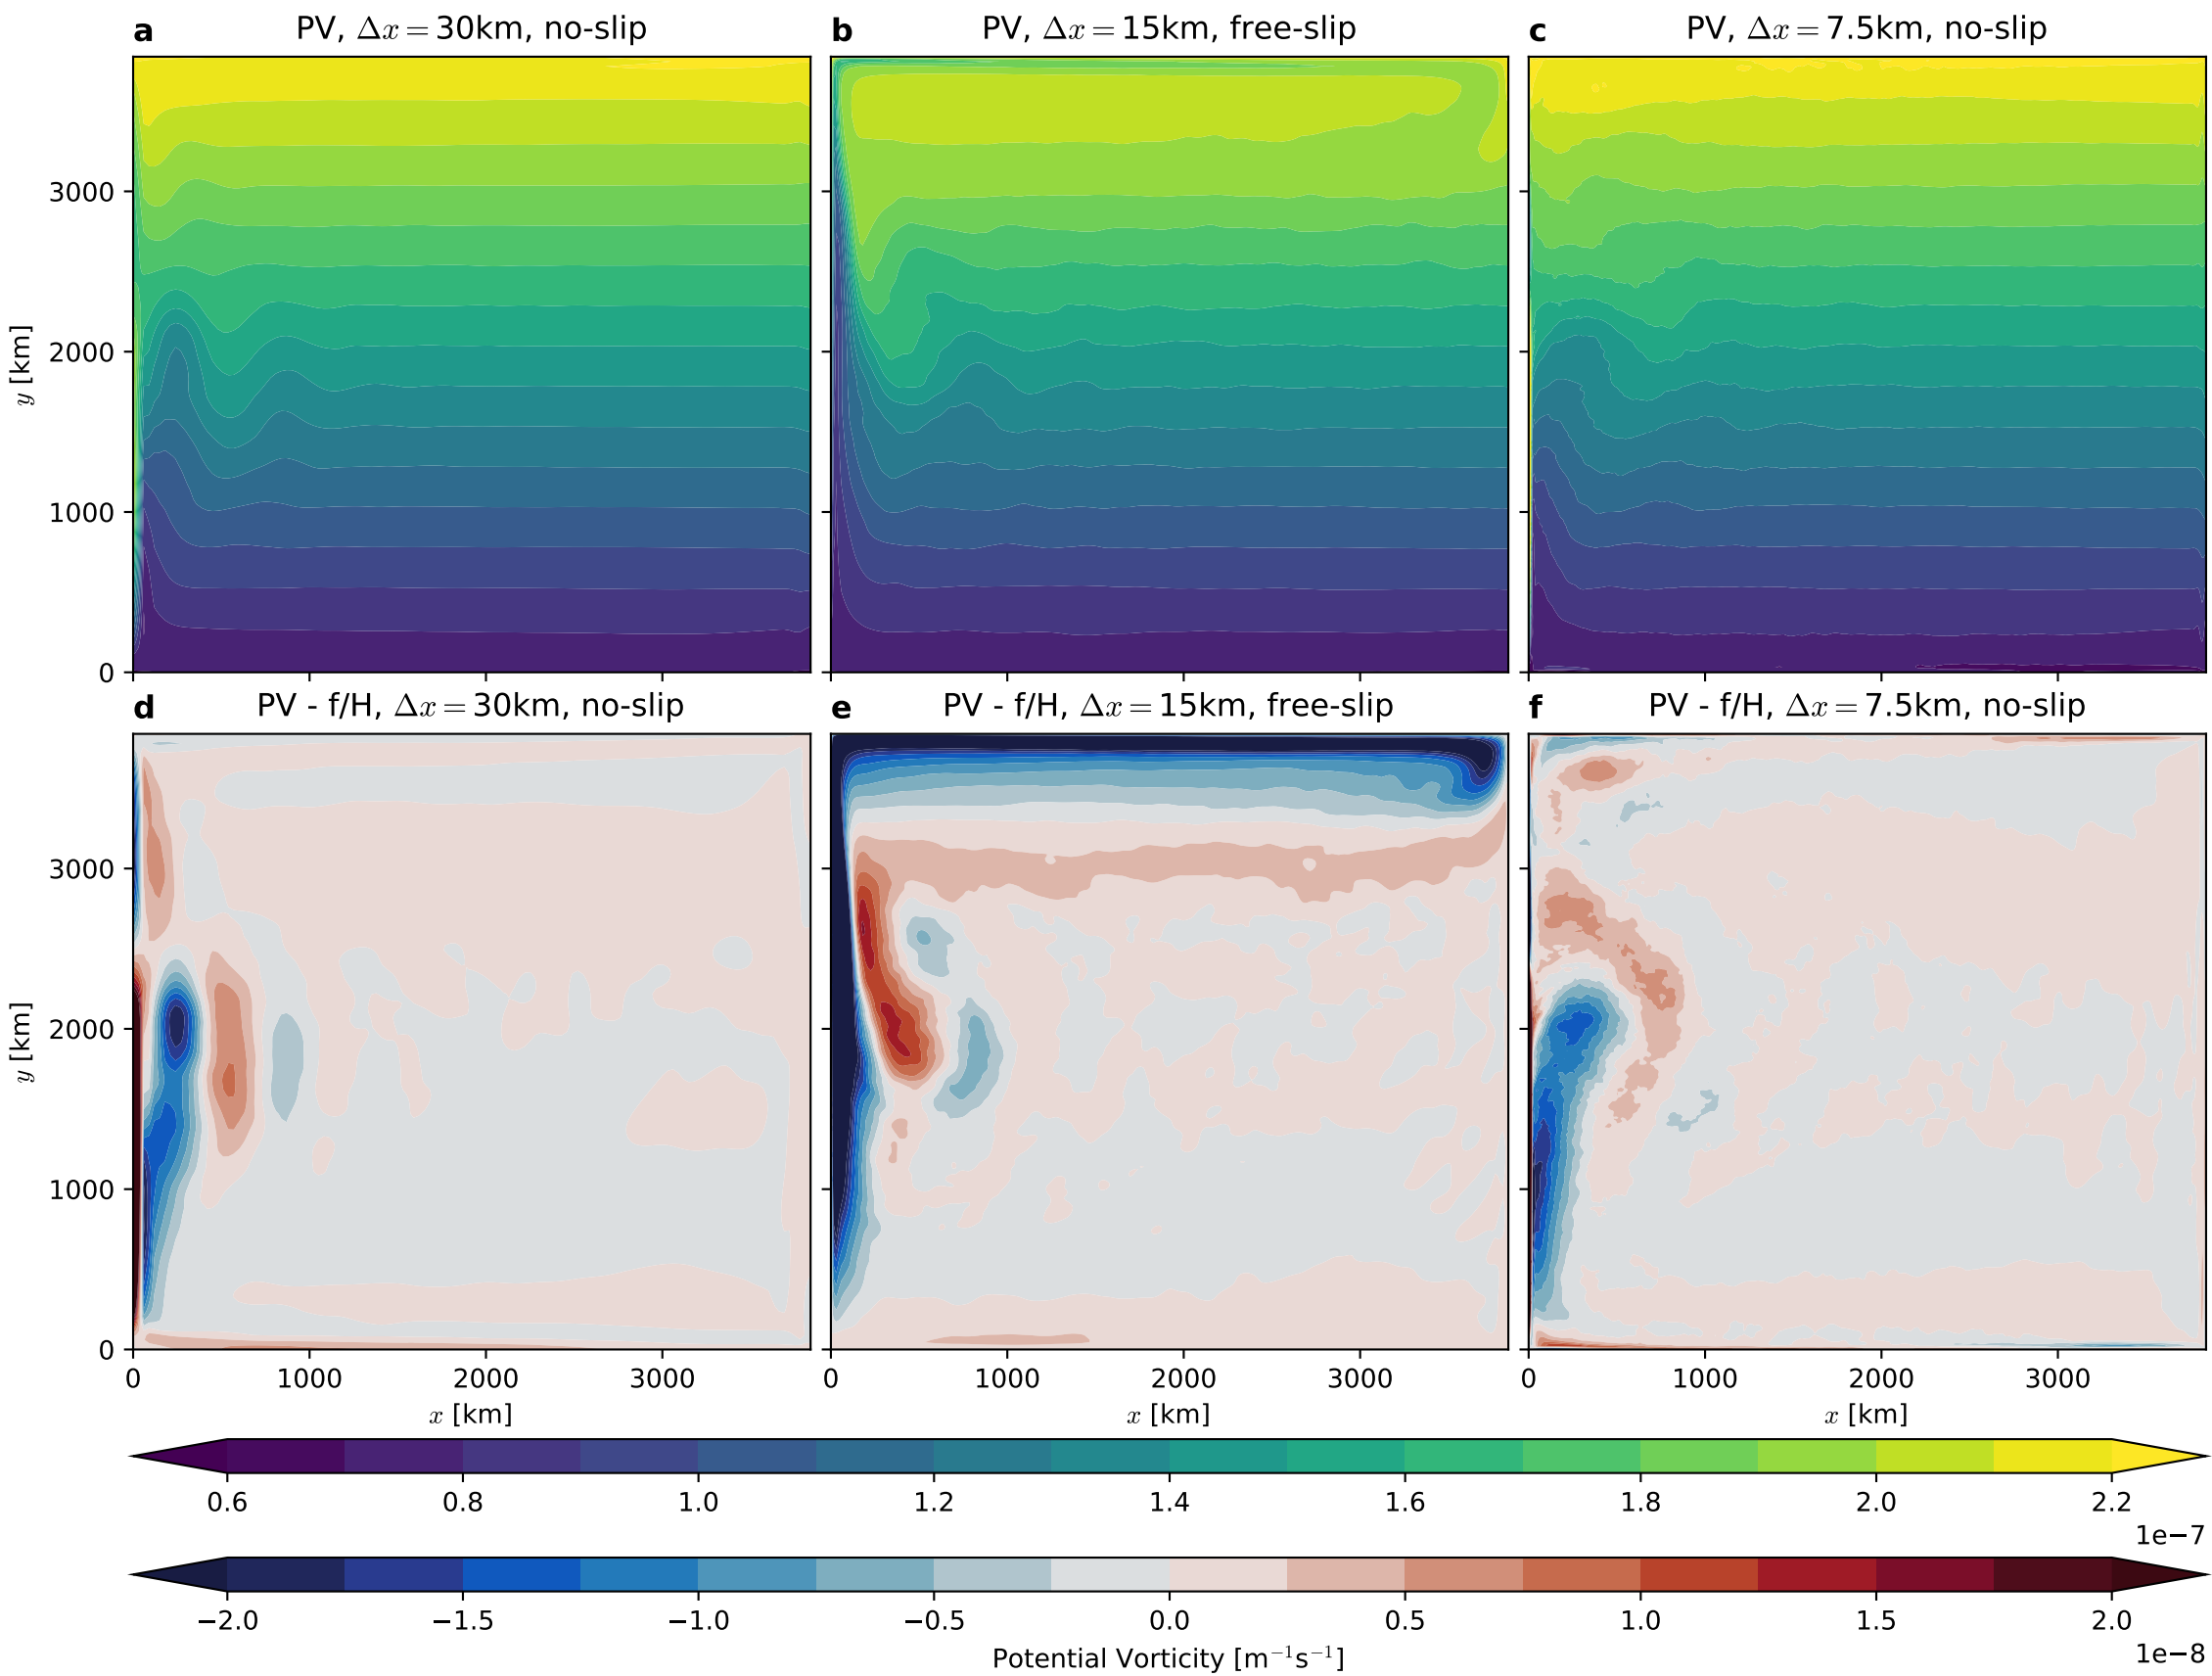 a PV, Δx = 30km, no-slip
b PV, Δx = 15km, free-slip
c PV, Δx = 7.5km, no-slip
y [km]
3000
2000
1000
0
d PV - f/H, Δx = 30km, no-slip
e PV - f/H, Δx = 15km, free-slip
f PV - f/H, Δx = 7.5km, no-slip
y [km]
3000
2000
1000
0
0 1000 2000 3000
0 1000 2000 3000
0 1000 2000 3000
x [km]
x [km]
x [km]
0.6 0.8 1.0 1.2 1.4 1.6 1.8 2.0 2.2
1e−7
−2.0 −1.5 −1.0 −0.5 0.0 0.5 1.0 1.5 2.0
1e−8
Potential Vorticity [m⁻¹s⁻¹]